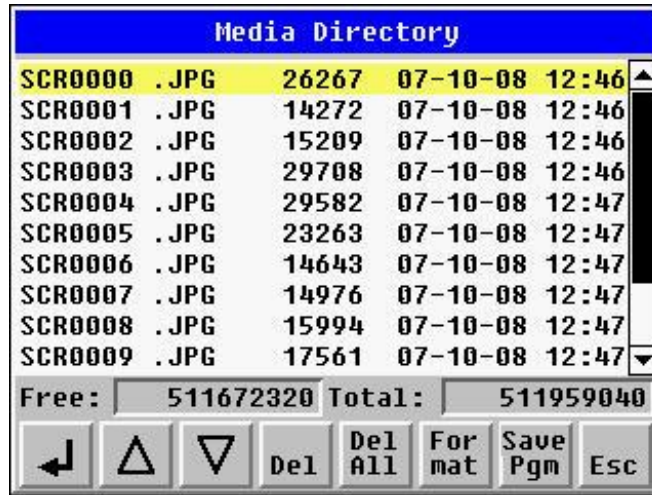 Media Directory
SCR0000 .JPG 26267 07-10-08 12:46
SCR0001 .JPG 14272 07-10-08 12:46
SCR0002 .JPG 15209 07-10-08 12:46
SCR0003 .JPG 29708 07-10-08 12:46
SCR0004 .JPG 29582 07-10-08 12:47
SCR0005 .JPG 23263 07-10-08 12:47
SCR0006 .JPG 14643 07-10-08 12:47
SCR0007 .JPG 14976 07-10-08 12:47
SCR0008 .JPG 15994 07-10-08 12:47
SCR0009 .JPG 17561 07-10-08 12:47
Free: 511672320 Total: 511959040
Del Del All For mat Save Pgm Esc